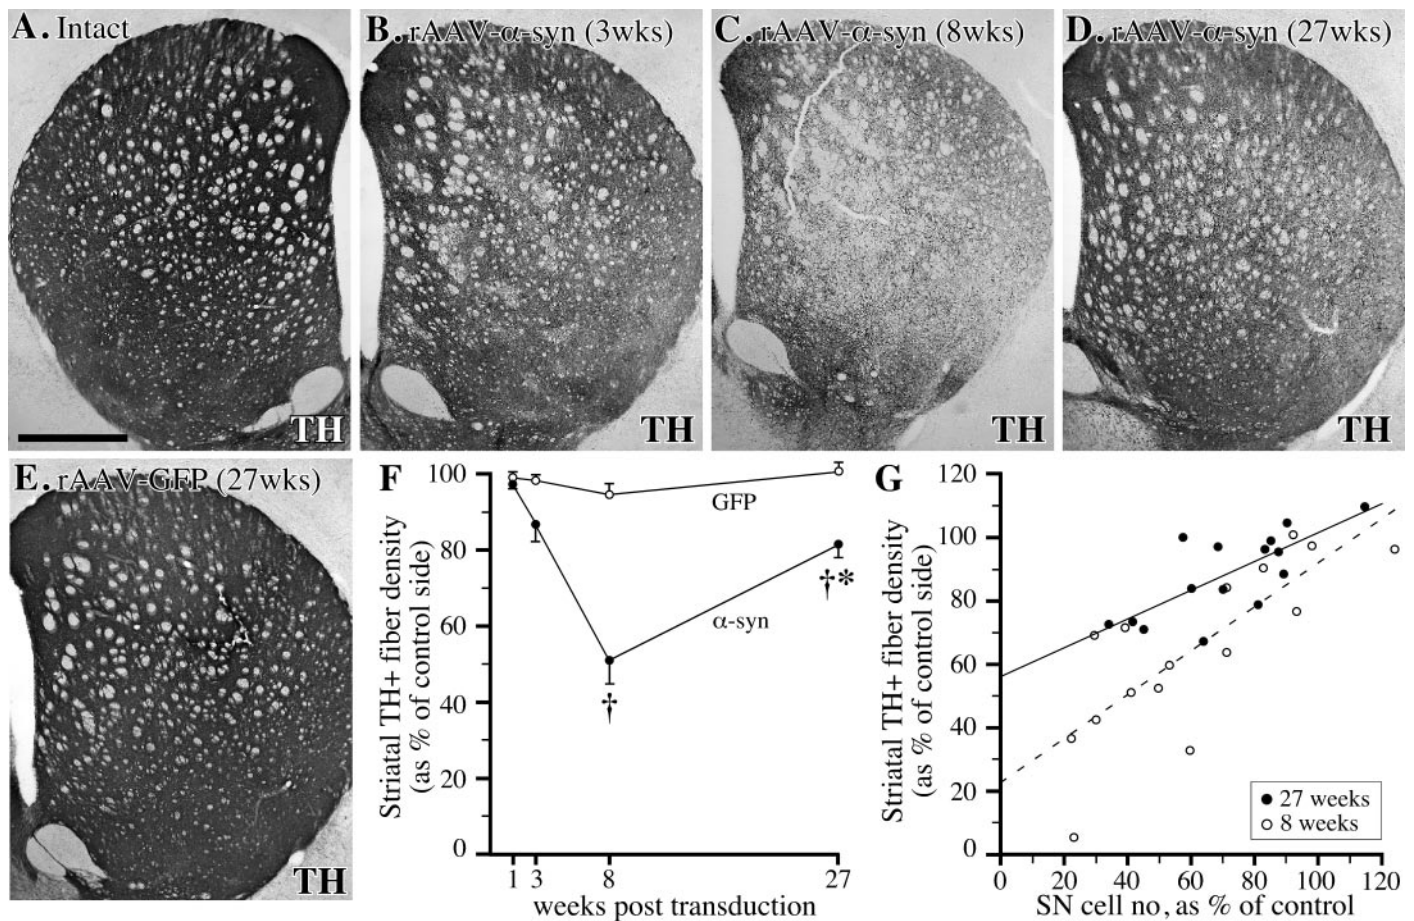 A. Intact
B. rAAV-α-syn (3wks)
C. rAAV-α-syn (8wks)
D. rAAV-α-syn (27wks)
TH
TH
TH
TH
E. rAAV-GFP (27wks)
TH
F
Striatal TH+ fiber density
(as % of control side)
100
80
60
40
20
0
GFP
α-syn
†
†*
1 3 8 27
weeks post transduction
G
Striatal TH+ fiber density
(as % of control side)
120
100
80
60
40
20
0
● 27 weeks
○ 8 weeks
0 20 40 60 80 100 120
SN cell no, as % of control